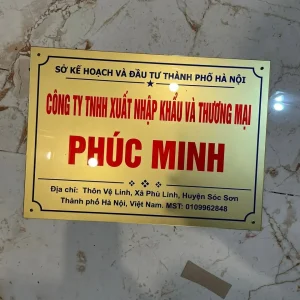 SỞ KẾ HOẠCH VÀ ĐẦU TƯ THÀNH PHỐ HÀ NỘI
CÔNG TY TNHH XUẤT NHẬP KHẨU VÀ THƯƠNG MẠI
PHÚC MINH
Địa chỉ: Thôn Vệ Linh, Xã Phù Linh, Huyện Sóc Sơn
Thành phố Hà Nội, Việt Nam. MST: 0109962848